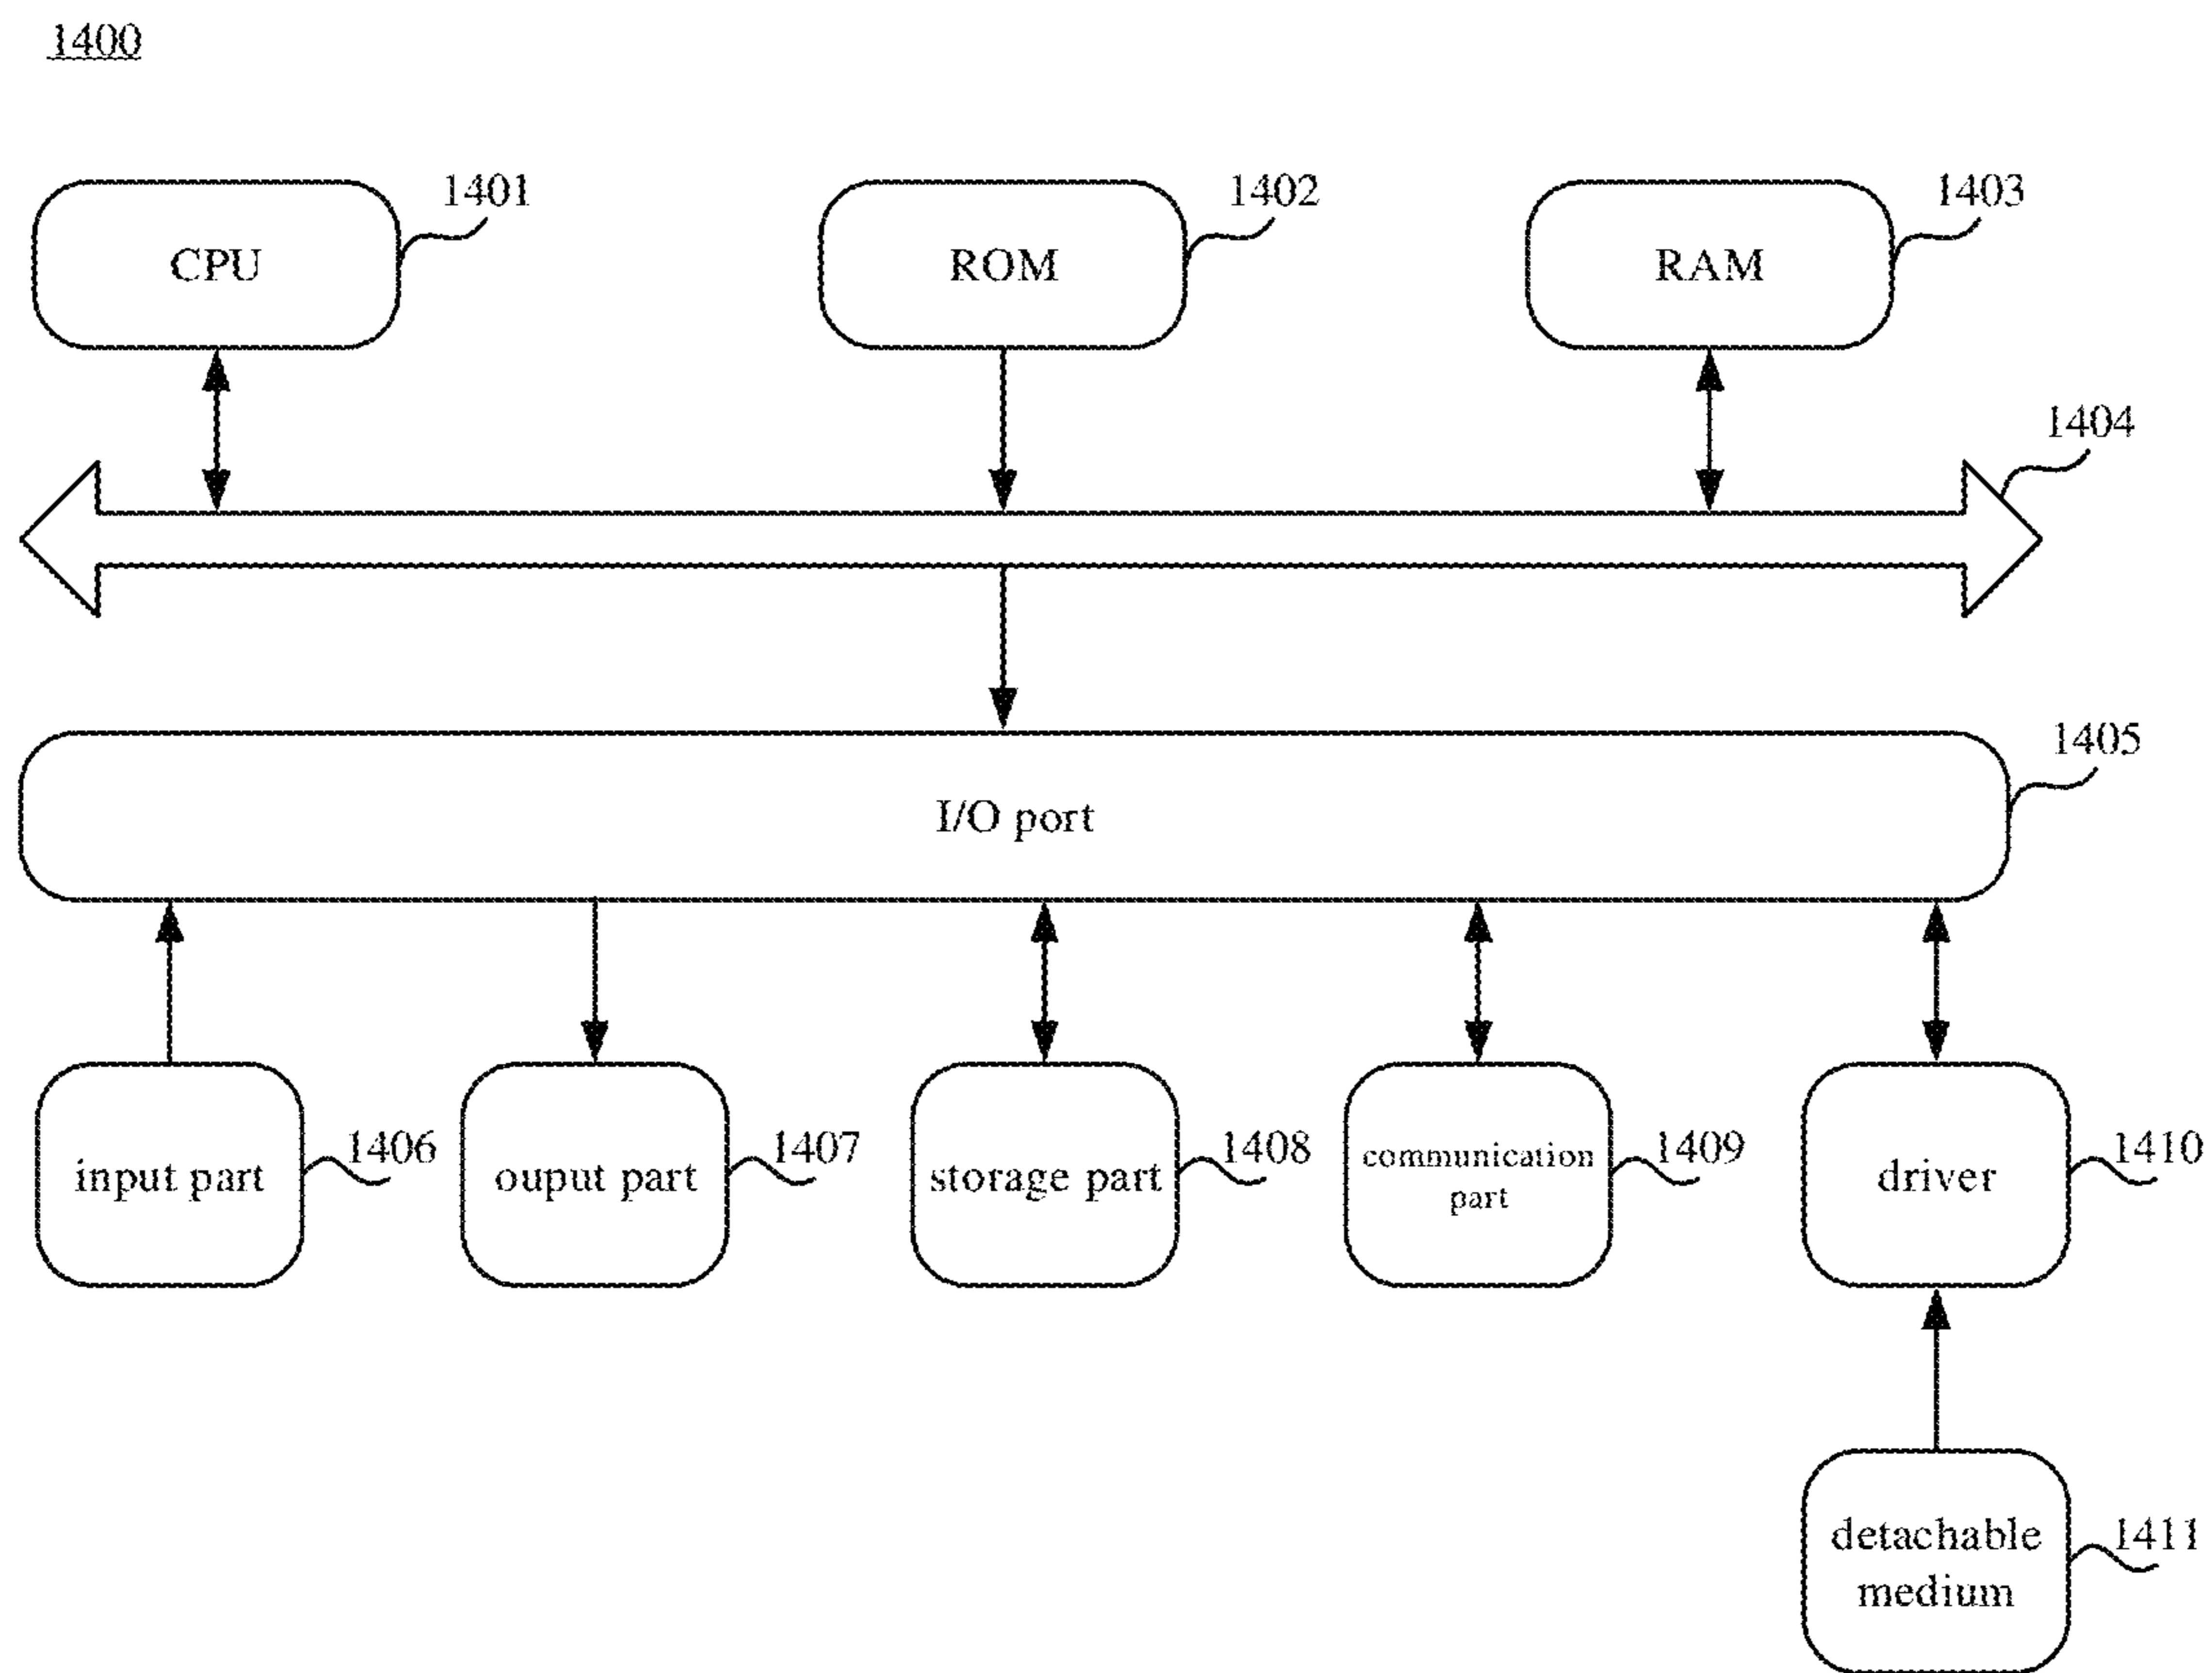 1400
CPU
1401
ROM
1402
RAM
1403
1404
I/O port
1405
input part
1406
ouput part
1407
storage part
1408
communication
part
1409
driver
1410
detachable
medium
1411